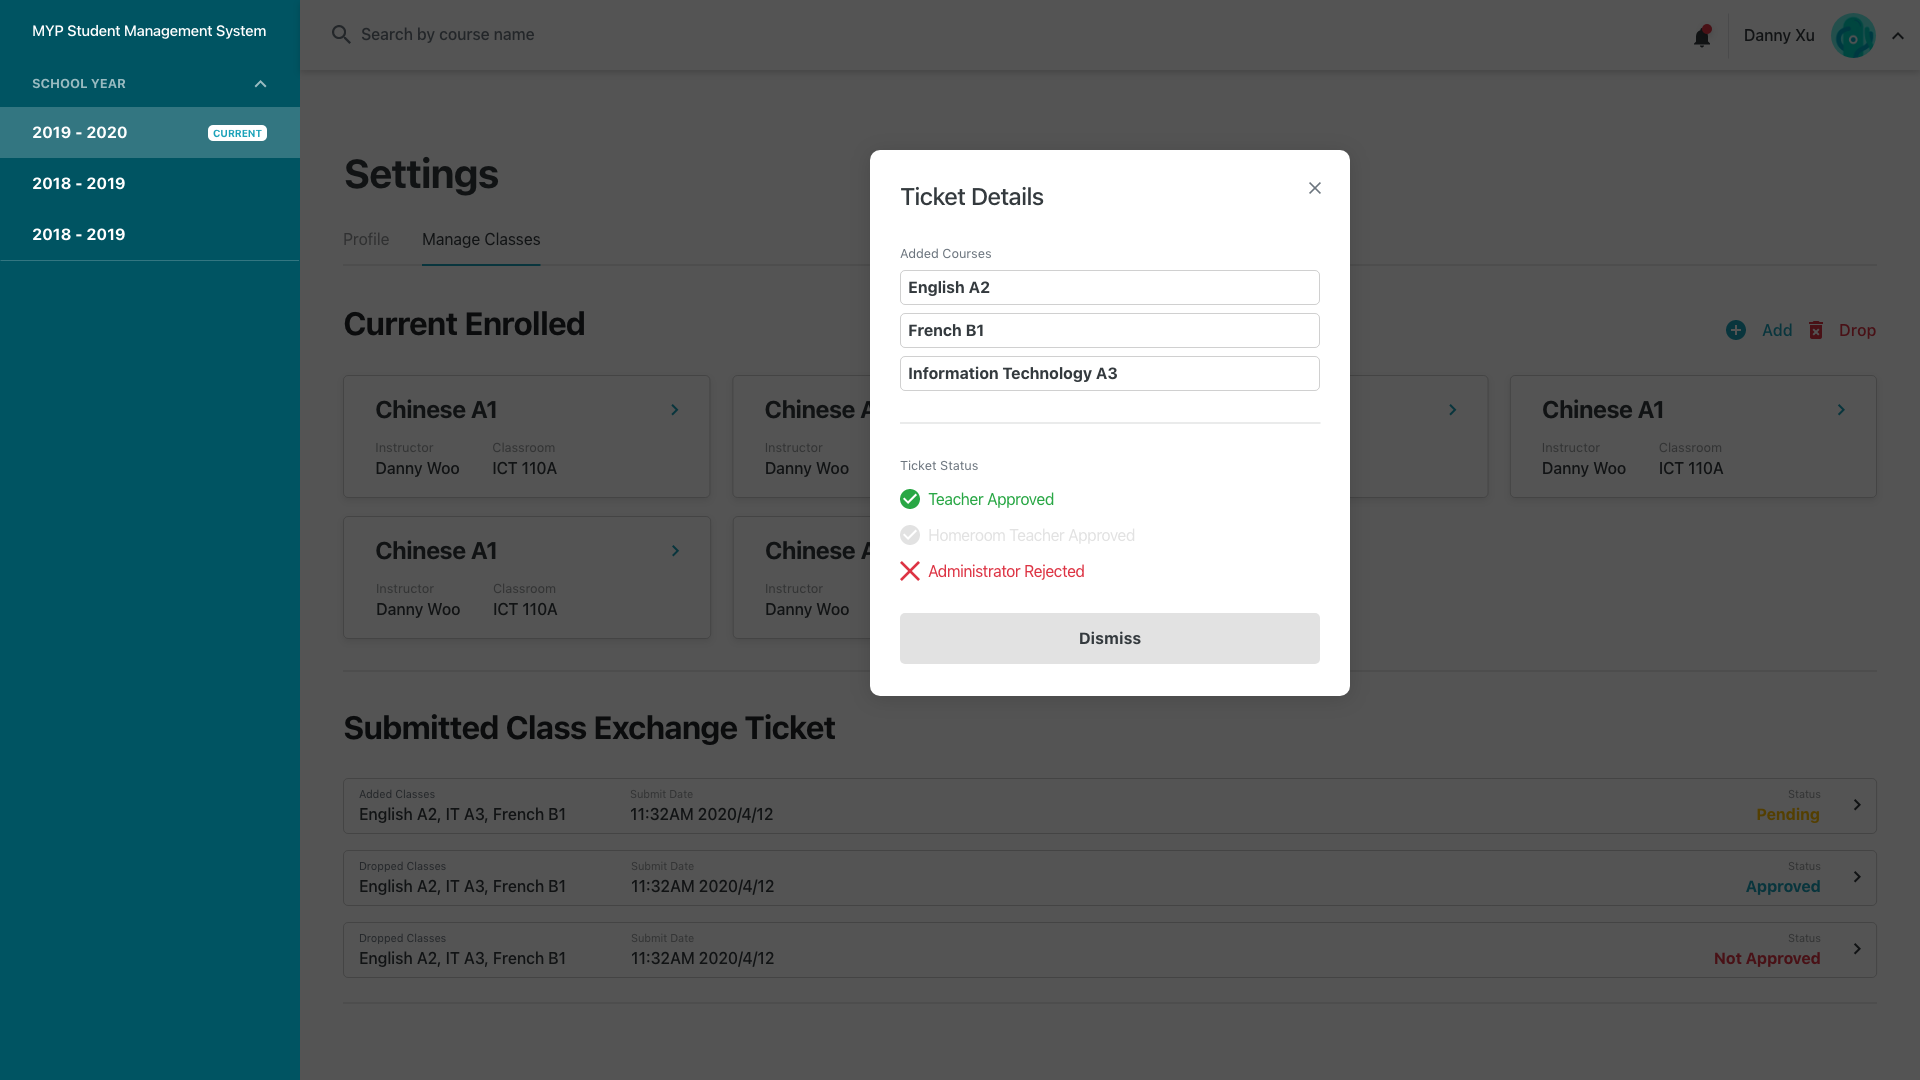 MYP Student Management System
SCHOOL YEAR
2019 - 2020
CURRENT
2018 - 2019
2018 - 2019
Search by course name
Danny Xu
Settings
Profile
Manage Classes
Current Enrolled
Add
Drop
Chinese A1
Instructor
Classroom
Danny Woo
ICT 110A
Chinese A
Instructor
Danny Woo
Chinese A1
Instructor
Classroom
Danny Woo
ICT 110A
Chinese A1
Instructor
Classroom
Danny Woo
ICT 110A
Chinese A
Instructor
Danny Woo
Ticket Details
Added Courses
English A2
French B1
Information Technology A3
Ticket Status
Teacher Approved
Homeroom Teacher Approved
Administrator Rejected
Dismiss
Submitted Class Exchange Ticket
Added Classes
English A2, IT A3, French B1
Submit Date
11:32AM 2020/4/12
Status
Pending
Dropped Classes
English A2, IT A3, French B1
Submit Date
11:32AM 2020/4/12
Status
Approved
Dropped Classes
English A2, IT A3, French B1
Submit Date
11:32AM 2020/4/12
Status
Not Approved